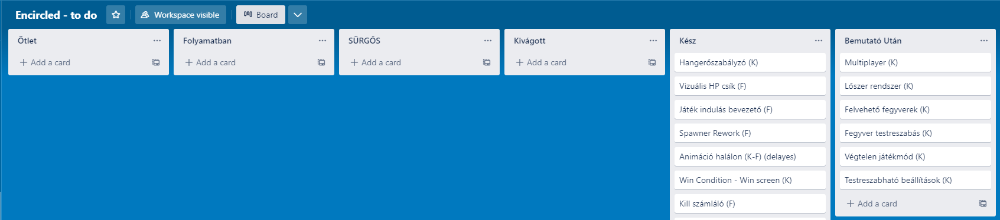 Encircled - to do
Workspace visible
Board
Ötlet
Add a card
Folyamatban
Add a card
SÜRGŐS
Add a card
Kivágott
Add a card
Kész
Hangerőszabályzó (K)
Vizuális HP csík (F)
Játék indulás bevezető (F)
Spawner Rework (F)
Animáció halálon (K-F) (delayes)
Win Condition - Win screen (K)
Kill számláló (F)
Bemutató Után
Multiplayer (K)
Lőszer rendszer (K)
Felvehető fegyverek (K)
Fegyver testreszabás (K)
Végtelen játékmód (K)
Testreszabható beállítások (K)
Add a card